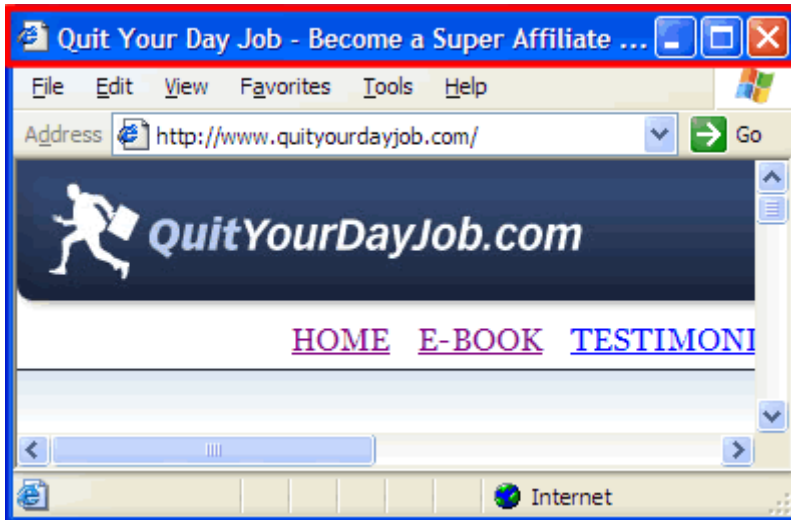 Quit Your Day Job - Become a Super Affiliate ...
File Edit View Favorites Tools Help
Address http://www.quityourdayjob.com/ Go
QuitYourDayJob.com
HOME E-BOOK TESTIMONI
Internet